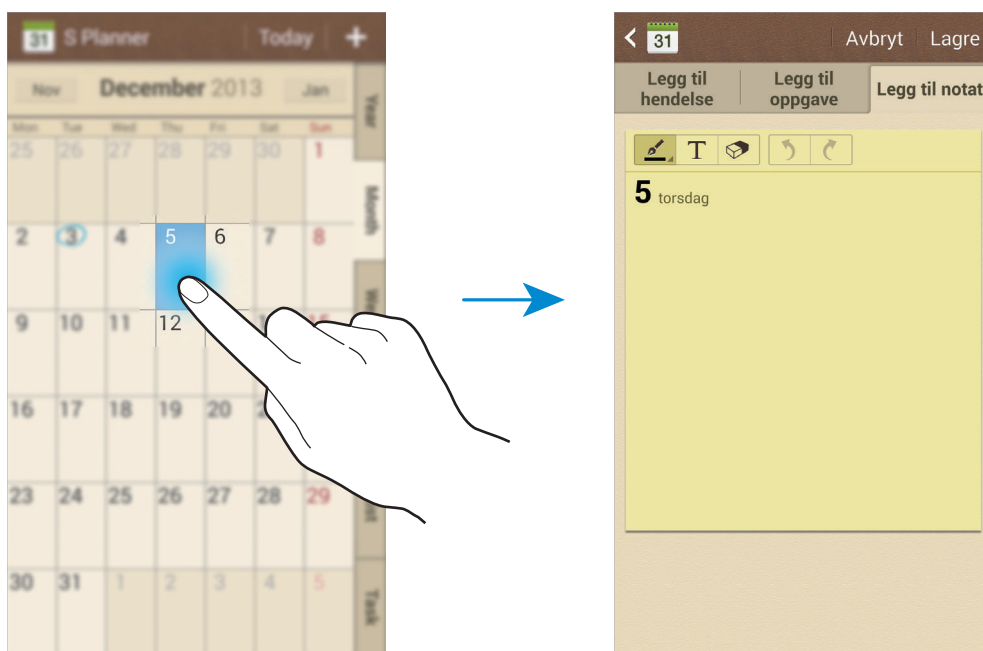 31 S Planner Today +
Nov December 2013 Jan
Mon Tue Wed Thu Fri Sat Sun
25 26 27 28 29 30 1
2 3 4 5 6 7 8
9 10 11 12 15
16 17 18 19 20
23 24 25 26 27 28 29
30 31 1 2 3 4 5
Year
Month
Task
31 Avbryt Lagre
Legg til hendelse
Legg til oppgave
Legg til notat
T
5 torsdag